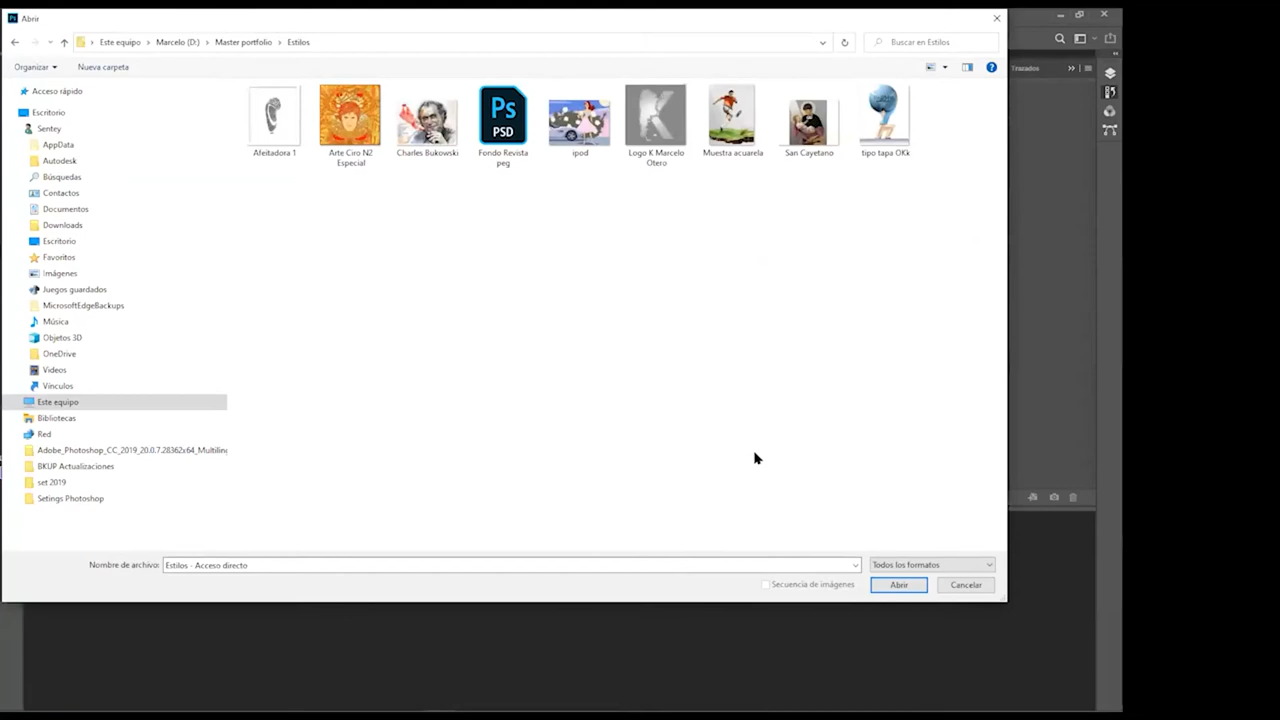 Ps Abrir
Este equipo > Marcelo (D:) > Master portfolio > Estilos
Buscar en Estilos
Organizar
Nueva carpeta
Trazados
Acceso rápido
Escritorio
Sentey
AppData
Autodesk
Búsquedas
Contactos
Documentos
Downloads
Escritorio
Favoritos
Imágenes
Juegos guardados
MicrosoftEdgeBackups
Música
Objetos 3D
OneDrive
Videos
Vínculos
Este equipo
Bibliotecas
Red
Adobe_Photoshop_CC_2019_20.0.7.28362x64_Multiling
BKUP Actualizaciones
set 2019
Setings Photoshop
Afeitadora 1
Arte Ciro N2
Especial
Charles Bukowski
Ps
PSD
Fondo Revista
peg
ipod
Logo K Marcelo
Otero
Muestra acuarela
San Cayetano
tipo tapa OKk
Nombre de archivo:
Estilos - Acceso directo
Todos los formatos
Secuencia de imágenes
Abrir
Cancelar